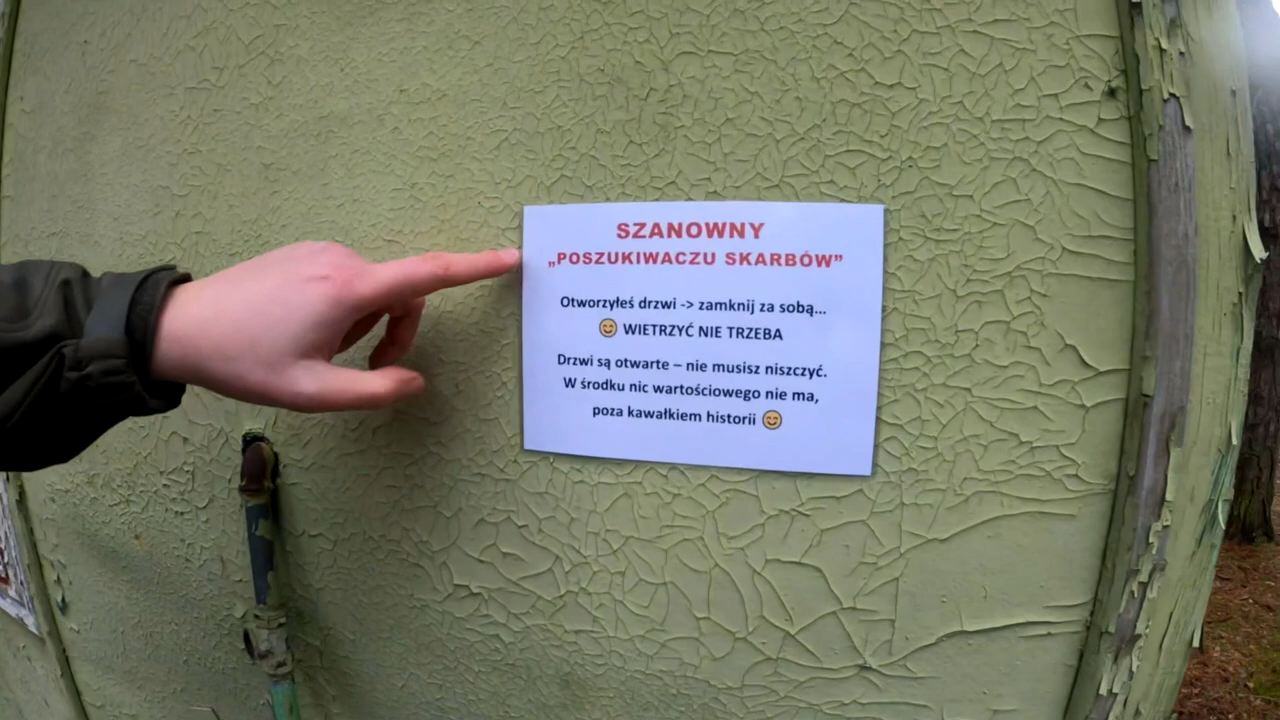 SZANOWNY
„POSZUKIWACZU SKARBÓW”
Otworzyłeś drzwi -> zamknij za sobą...
😊 WIETRZYĆ NIE TRZEBA
Drzwi są otwarte – nie musisz niszczyć.
W środku nic wartościowego nie ma,
poza kawałkiem historii 😊